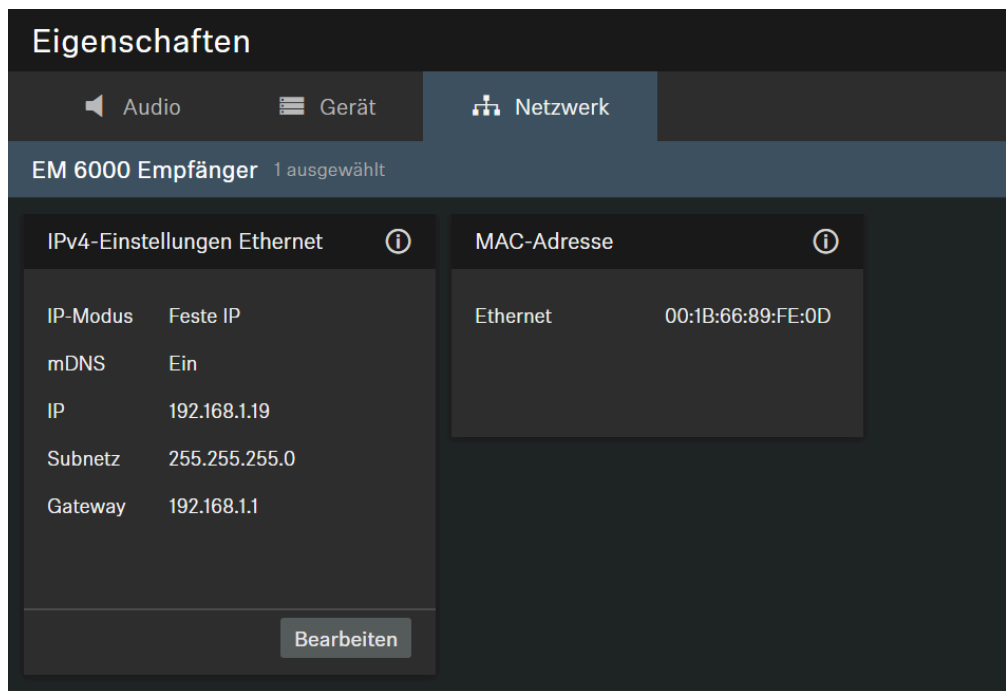 Eigenschaften
Audio Gerät Netzwerk
EM 6000 Empfänger 1 ausgewählt
IPv4-Einstellungen Ethernet
IP-Modus Feste IP
mDNS Ein
IP 192.168.1.19
Subnetz 255.255.255.0
Gateway 192.168.1.1
Bearbeiten
MAC-Adresse
Ethernet 00:1B:66:89:FE:0D